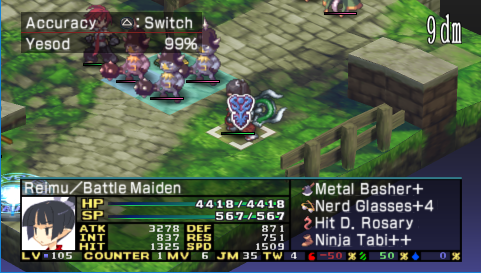 Accuracy △: Switch
Yesod 99%
9dm
Reimu／Battle Maiden
HP 4418/4418
SP 567/567
ATK 3278 DEF 871
INT 837 RES 751
HIT 1325 SPD 1509
LV★105 COUNTER 1 MV 6 JM 35 TW 4 -50% 50% 0%
Metal Basher+
Nerd Glasses+4
Hit D. Rosary
Ninja Tabi++